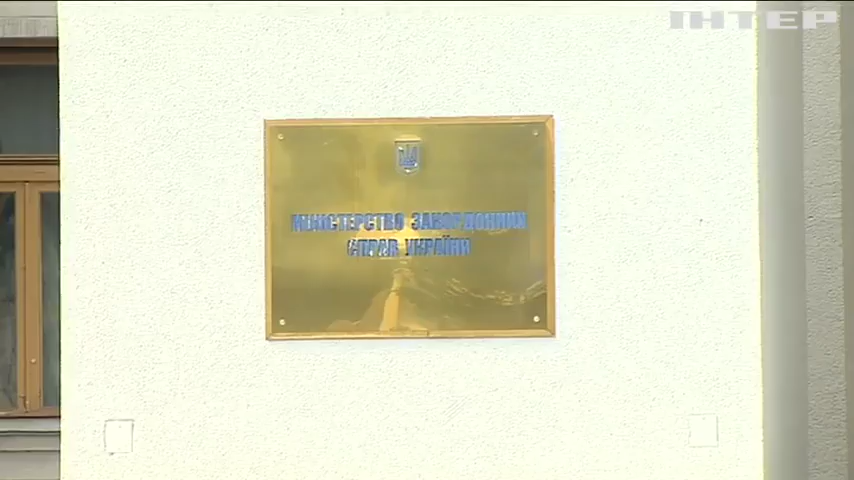 ІНТЕР
МІНІСТЕРСТВО ЗАКОРДОННИХ
СПРАВ УКРАЇНИ